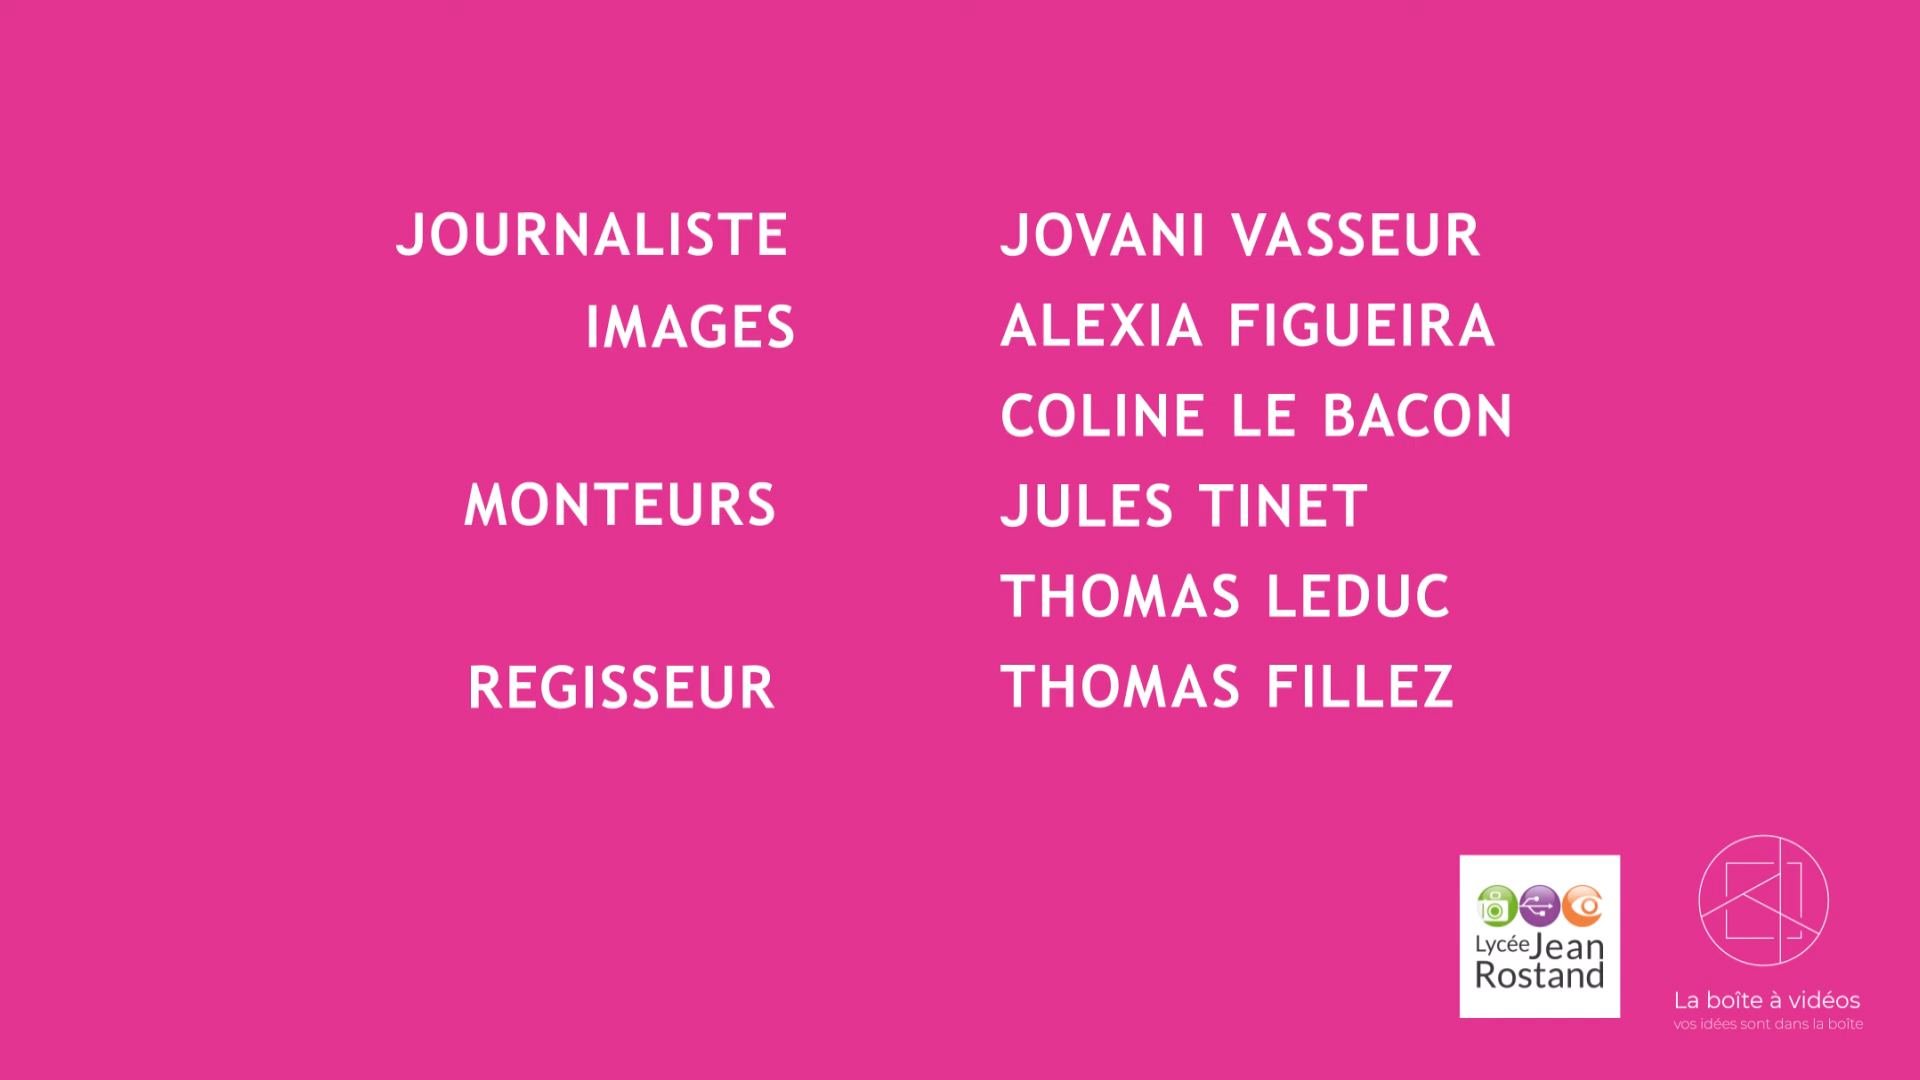 JOURNALISTE JOVANI VASSEUR
IMAGES ALEXIA FIGUEIRA
COLINE LE BACON
MONTEURS JULES TINET
THOMAS LEDUC
REGISSEUR THOMAS FILLEZ
Lycée Jean
Rostand
La boîte à vidéos
vos idées sont dans la boîte